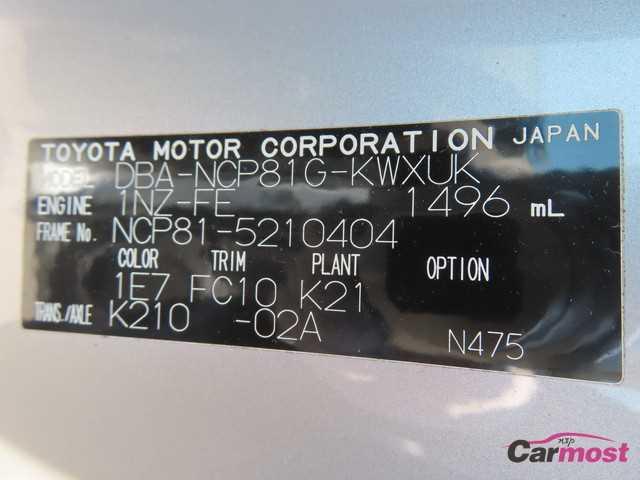 TOYOTA MOTOR CORPORATION JAPAN
MODEL DBA-NCP81G-KWXUK
ENGINE 1NZ-FE 1496 mL
FRAME No. NCP81-5210404
COLOR TRIM PLANT OPTION
1E7 FC10 K21
TRANS./AXLE K210 -02A
N475
nxp
Carmost